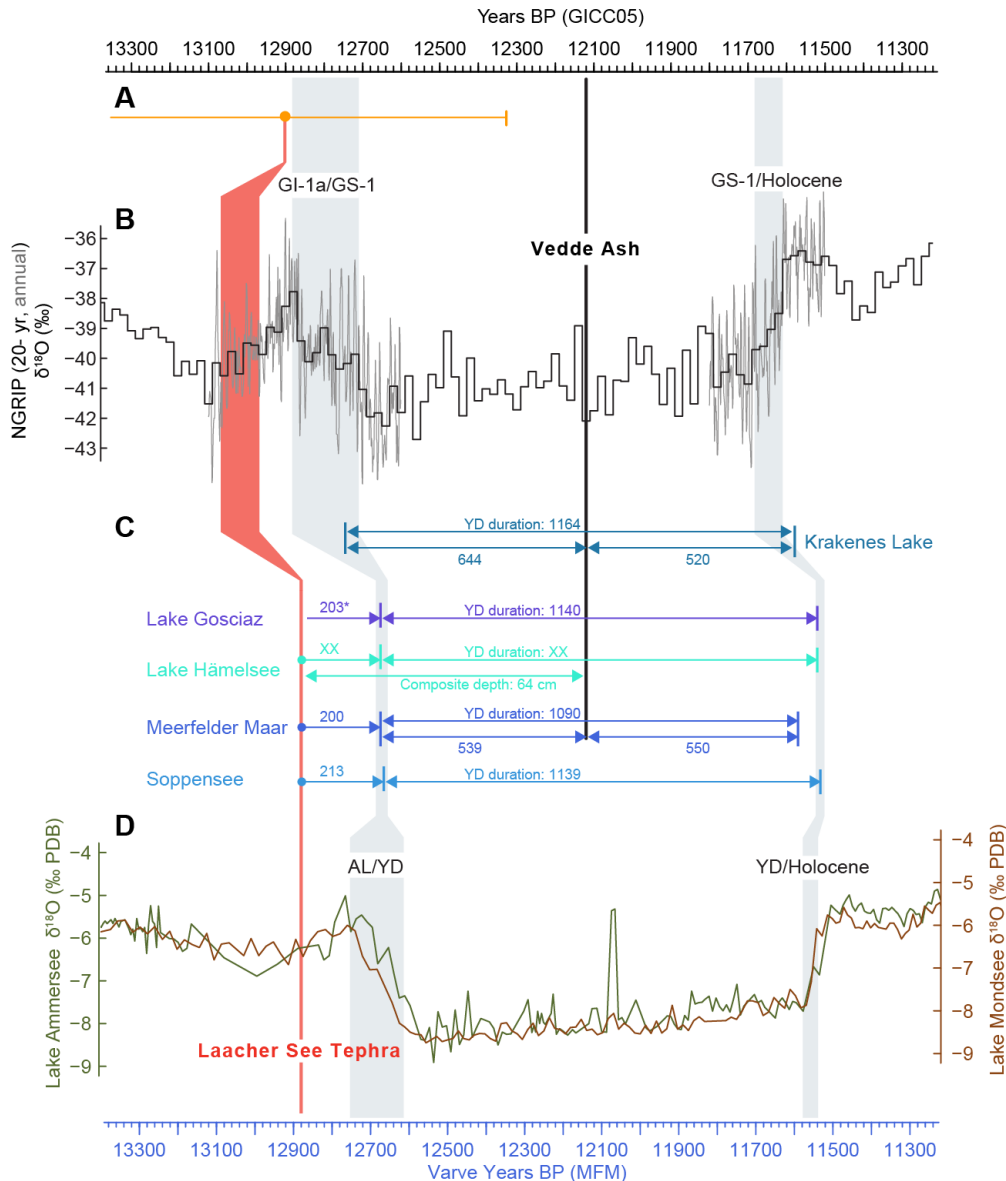 Years BP (GICC05)
13300 13100 12900 12700 12500 12300 12100 11900 11700 11500 11300
A
GI-1a/GS-1
GS-1/Holocene
B
Vedde Ash
NGRIP (20- yr, annual)
δ¹⁸O (‰)
−36
−37
−38
−39
−40
−41
−42
−43
C
YD duration: 1164
Krakenes Lake
644 520
Lake Gosciaz 203* YD duration: 1140
Lake Hämelsee XX YD duration: XX
Composite depth: 64 cm
Meerfelder Maar 200 YD duration: 1090
539 550
Soppensee 213 YD duration: 1139
D
AL/YD
YD/Holocene
Lake Ammersee δ¹⁸O (‰ PDB)
−4
−5
−6
−7
−8
−9
Lake Mondsee δ¹⁸O (‰ PDB)
−4
−5
−6
−7
−8
−9
Laacher See Tephra
13300 13100 12900 12700 12500 12300 12100 11900 11700 11500 11300
Varve Years BP (MFM)